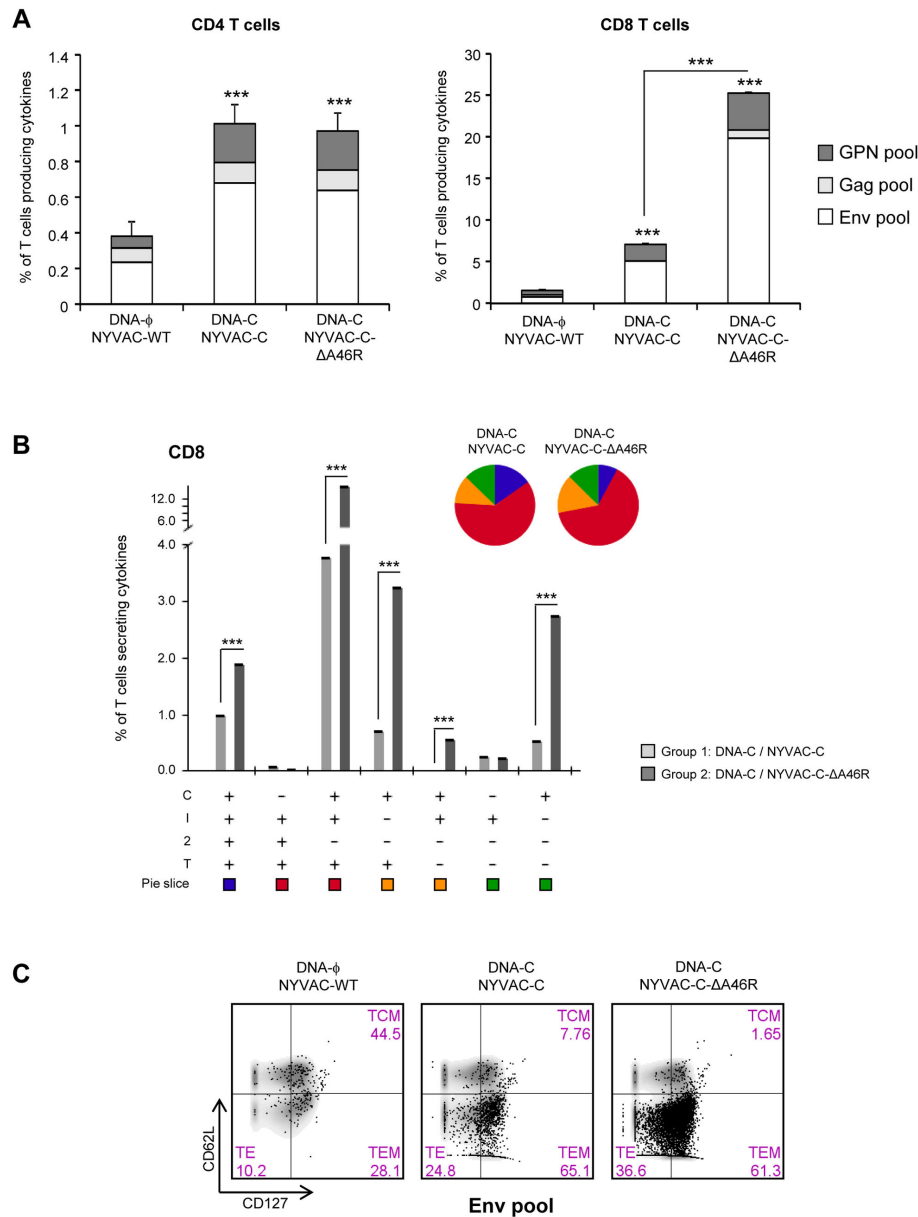 A
CD4 T cells
CD8 T cells
% of T cells producing cytokines
1.4
1.2
1
0.8
0.6
0.4
0.2
0
***
***
DNA-ϕ
NYVAC-WT
DNA-C
NYVAC-C
DNA-C
NYVAC-C-
ΔA46R
% of T cells producing cytokines
30
25
20
15
10
5
0
***
***
***
DNA-ϕ
NYVAC-WT
DNA-C
NYVAC-C
DNA-C
NYVAC-C-
ΔA46R
GPN pool
Gag pool
Env pool
B
CD8
DNA-C
NYVAC-C
DNA-C
NYVAC-C-ΔA46R
% of T cells secreting cytokines
12.0
6.0
4.0
3.0
2.0
1.0
0.0
***
***
***
***
***
Group 1: DNA-C / NYVAC-C
Group 2: DNA-C / NYVAC-C-ΔA46R
C + – + + + – +
I + + + – + + –
2 + + – – – – –
T + + + + – – –
Pie slice
C
DNA-ϕ
NYVAC-WT
DNA-C
NYVAC-C
DNA-C
NYVAC-C-ΔA46R
TCM
44.5
TE
10.2
TEM
28.1
TCM
7.76
TE
24.8
TEM
65.1
TCM
1.65
TE
36.6
TEM
61.3
CD62L
CD127
Env pool